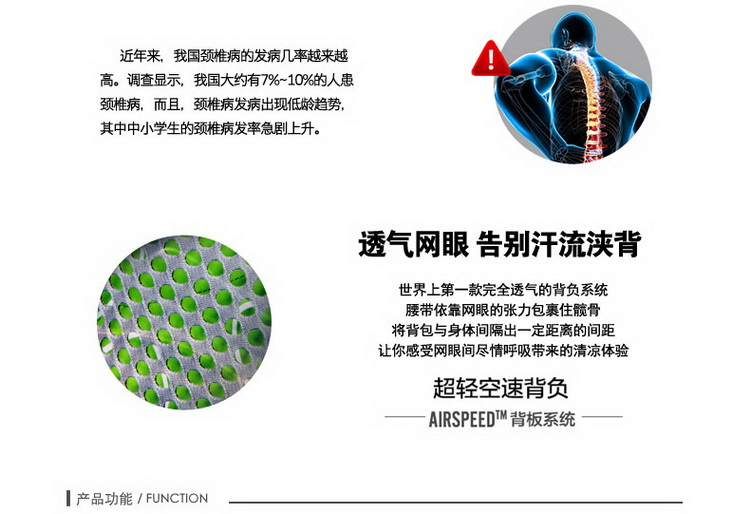 近年来，我国颈椎病的发病几率越来越
高。调查显示，我国大约有7%~10%的人患
颈椎病，而且，颈椎病发病出现低龄趋势，
其中中小学生的颈椎病发率急剧上升。
透气网眼 告别汗流浃背
世界上第一款完全透气的背负系统
腰带依靠网眼的张力包裹住髋骨
将背包与身体间隔出一定距离的间距
让你感受网眼间尽情呼吸带来的清凉体验
超轻空速背负
AIRSPEED™ 背板系统
产品功能 / FUNCTION